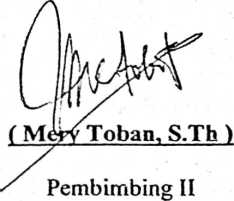 ( Mery Toban, S.Th )
Pembimbing II